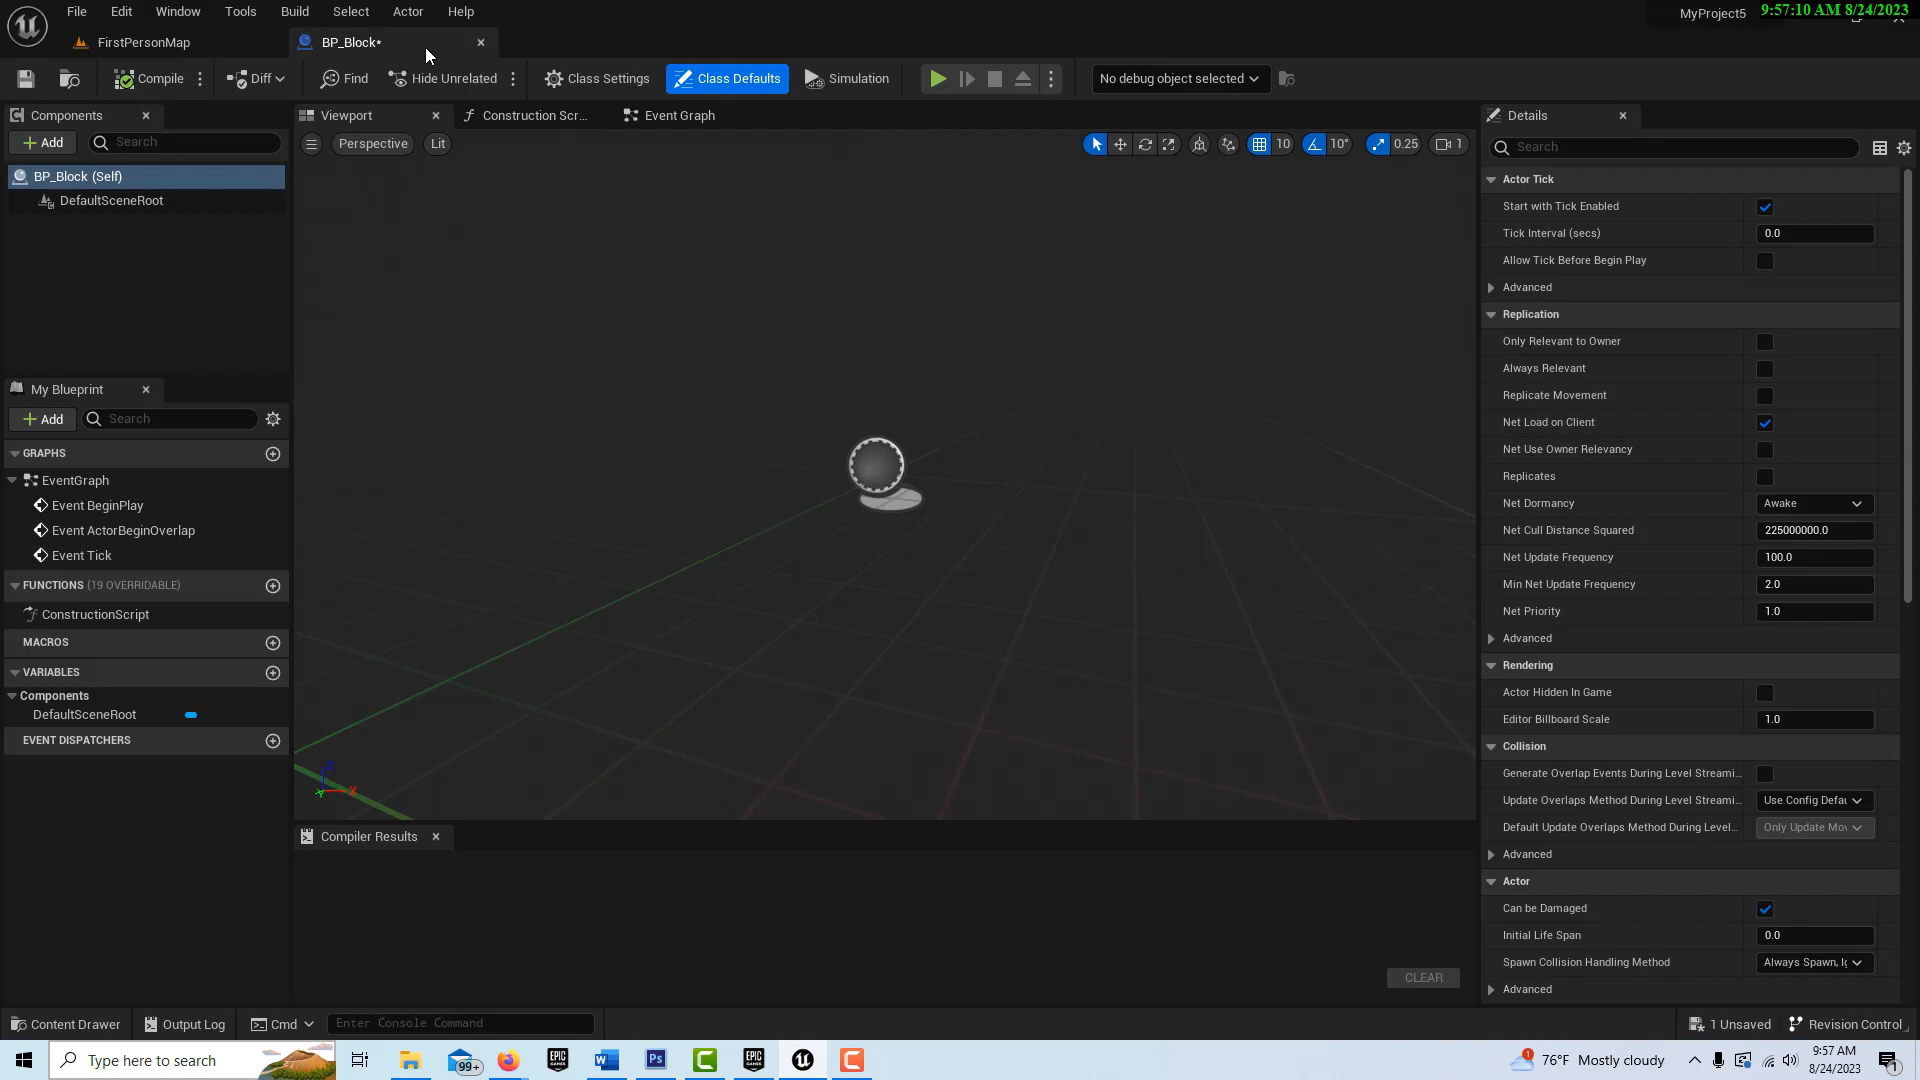 File Edit Window Tools Build Select Actor Help
MyProject5 9:57:10 AM 8/24/2023
FirstPersonMap BP_Block*
Compile Diff Find Hide Unrelated Class Settings Class Defaults Simulation No debug object selected
Components
Add Search
BP_Block (Self)
DefaultSceneRoot
My Blueprint
Add Search
GRAPHS
EventGraph
Event BeginPlay
Event ActorBeginOverlap
Event Tick
FUNCTIONS (19 OVERRIDABLE)
ConstructionScript
MACROS
VARIABLES
Components
DefaultSceneRoot
EVENT DISPATCHERS
Viewport Construction Scr... Event Graph
Perspective Lit 10 10° 0.25 1
Z
X
Y
Compiler Results
CLEAR
Details
Search
Actor Tick
Start with Tick Enabled
Tick Interval (secs) 0.0
Allow Tick Before Begin Play
Advanced
Replication
Only Relevant to Owner
Always Relevant
Replicate Movement
Net Load on Client
Net Use Owner Relevancy
Replicates
Net Dormancy Awake
Net Cull Distance Squared 225000000.0
Net Update Frequency 100.0
Min Net Update Frequency 2.0
Net Priority 1.0
Advanced
Rendering
Actor Hidden In Game
Editor Billboard Scale 1.0
Collision
Generate Overlap Events During Level Streami...
Update Overlaps Method During Level Streami... Use Config Defau
Default Update Overlaps Method During Level... Only Update Mov
Advanced
Actor
Can be Damaged
Initial Life Span 0.0
Spawn Collision Handling Method Always Spawn, Ig
Advanced
Content Drawer Output Log Cmd Enter Console Command 1 Unsaved Revision Control
Type here to search 99+ EPIC GAMES W Ps EPIC GAMES 1 76°F Mostly cloudy 9:57 AM
8/24/2023 1